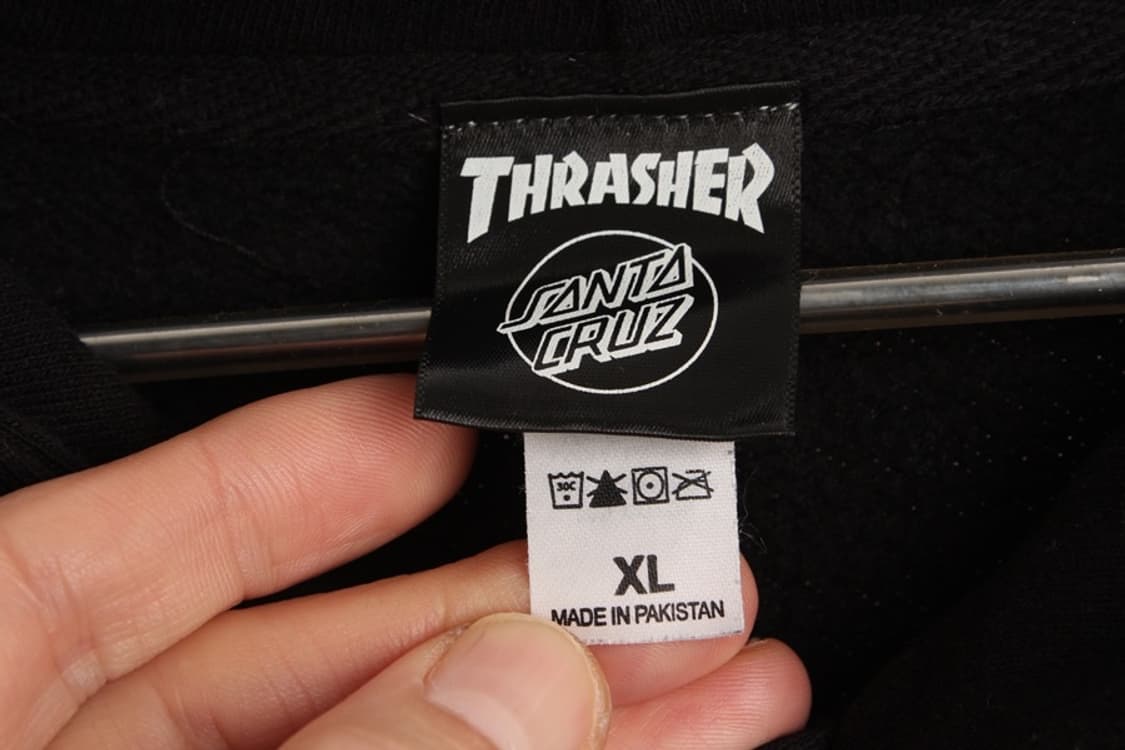 THRASHER
SANTA
CRUZ
30C
XL
MADE IN PAKISTAN